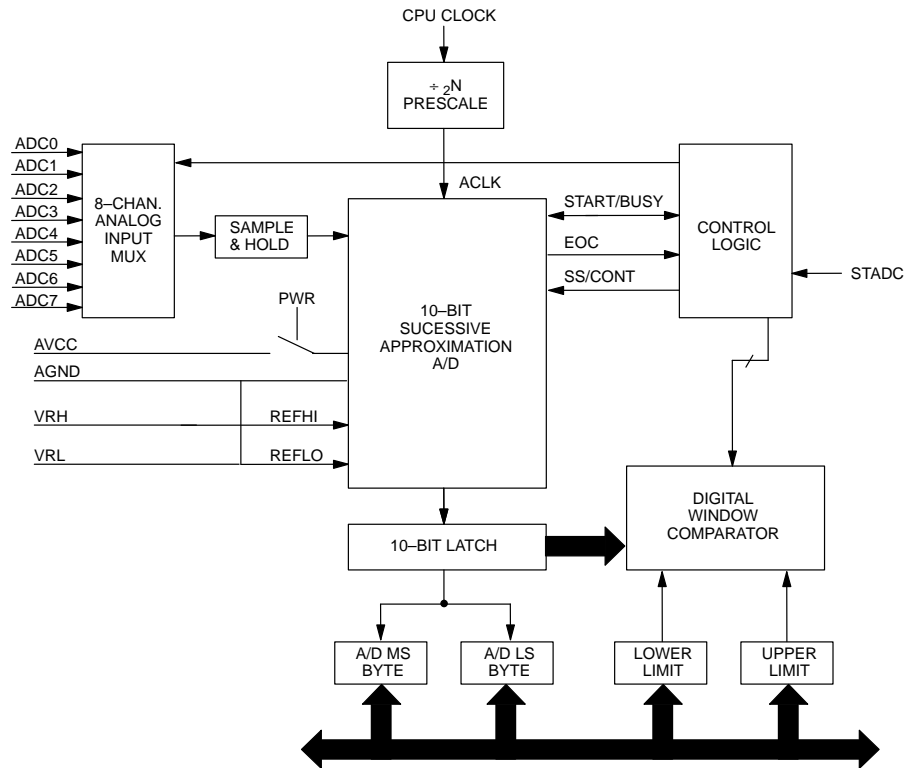 CPU CLOCK
÷ 2N
PRESCALE
ADC0
ADC1
ADC2
ADC3
ADC4
ADC5
ADC6
ADC7
8–CHAN.
ANALOG
INPUT
MUX
SAMPLE
& HOLD
ACLK
START/BUSY
EOC
SS/CONT
CONTROL
LOGIC
STADC
PWR
10–BIT
SUCESSIVE
APPROXIMATION
A/D
AVCC
AGND
VRH
REFHI
VRL
REFLO
DIGITAL
WINDOW
COMPARATOR
10–BIT LATCH
A/D MS
BYTE
A/D LS
BYTE
LOWER
LIMIT
UPPER
LIMIT